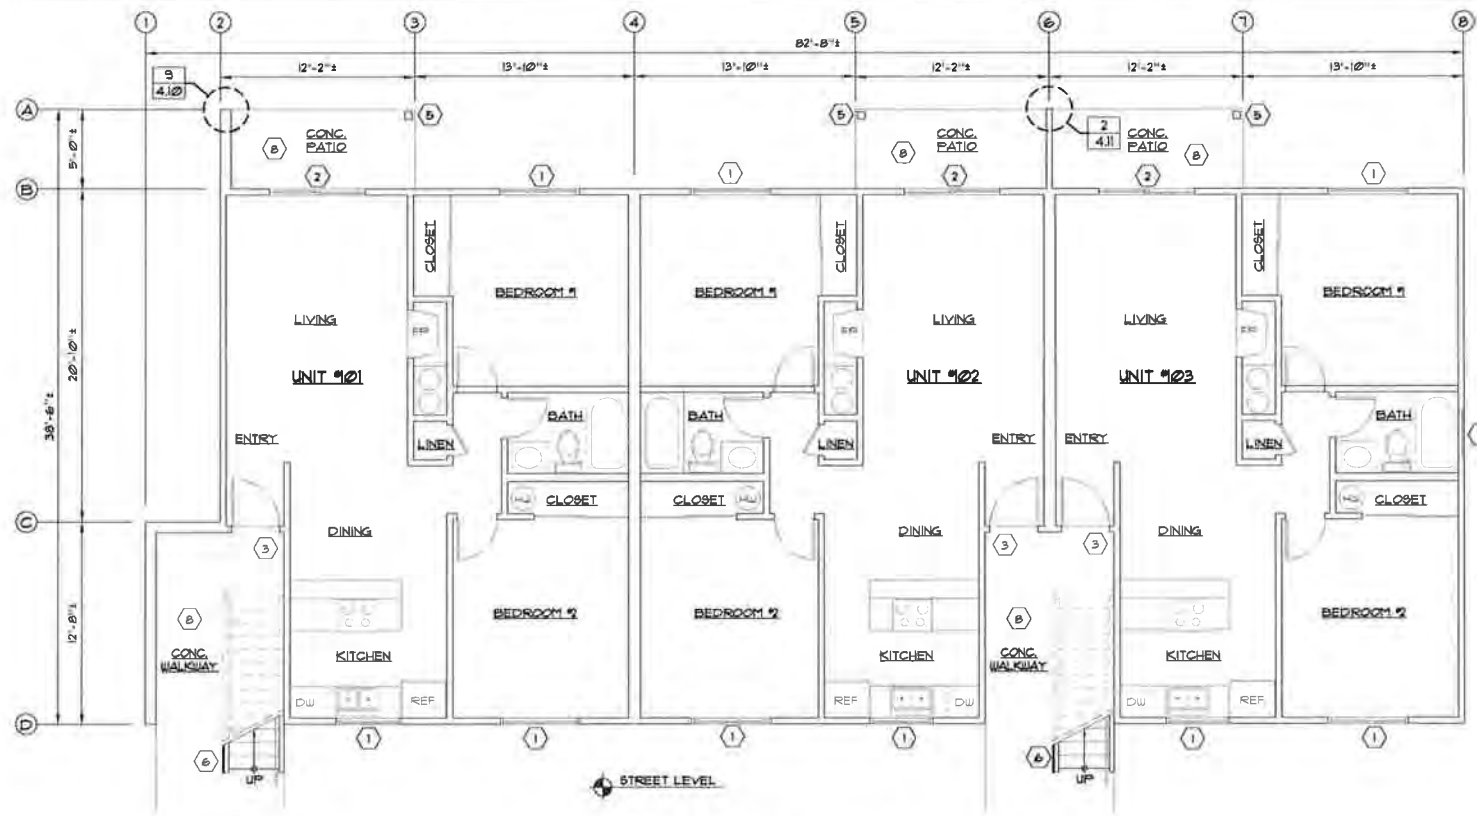 1 2 3 4 5 6 7 8
82'-8"±
12'-2"± 13'-10"± 13'-10"± 12'-2"± 12'-2"± 13'-10"±
9
4.10
A
5 5 2 5
4.11
CONC. CONC. CONC.
PATIO PATIO PATIO
8 8 8
5'-0"±
B
2 1 1 2 2 1
CLOSET CLOSET CLOSET
BEDROOM #1 BEDROOM #1 BEDROOM #1
LIVING LIVING LIVING
20'-10"±
38'-6"±
UNIT #101 UNIT #102 UNIT #103
BATH BATH BATH
ENTRY LINEN LINEN ENTRY ENTRY LINEN
CLOSET CLOSET CLOSET
C
DINING DINING DINING
3 3 3
12'-8"±
8 BEDROOM #2 BEDROOM #2 8 BEDROOM #2
CONC. KITCHEN KITCHEN CONC. KITCHEN
WALKWAY WALKWAY
DW REF REF DW DW REF
D
1 1 1 1 1 1
6 6
UP UP
STREET LEVEL